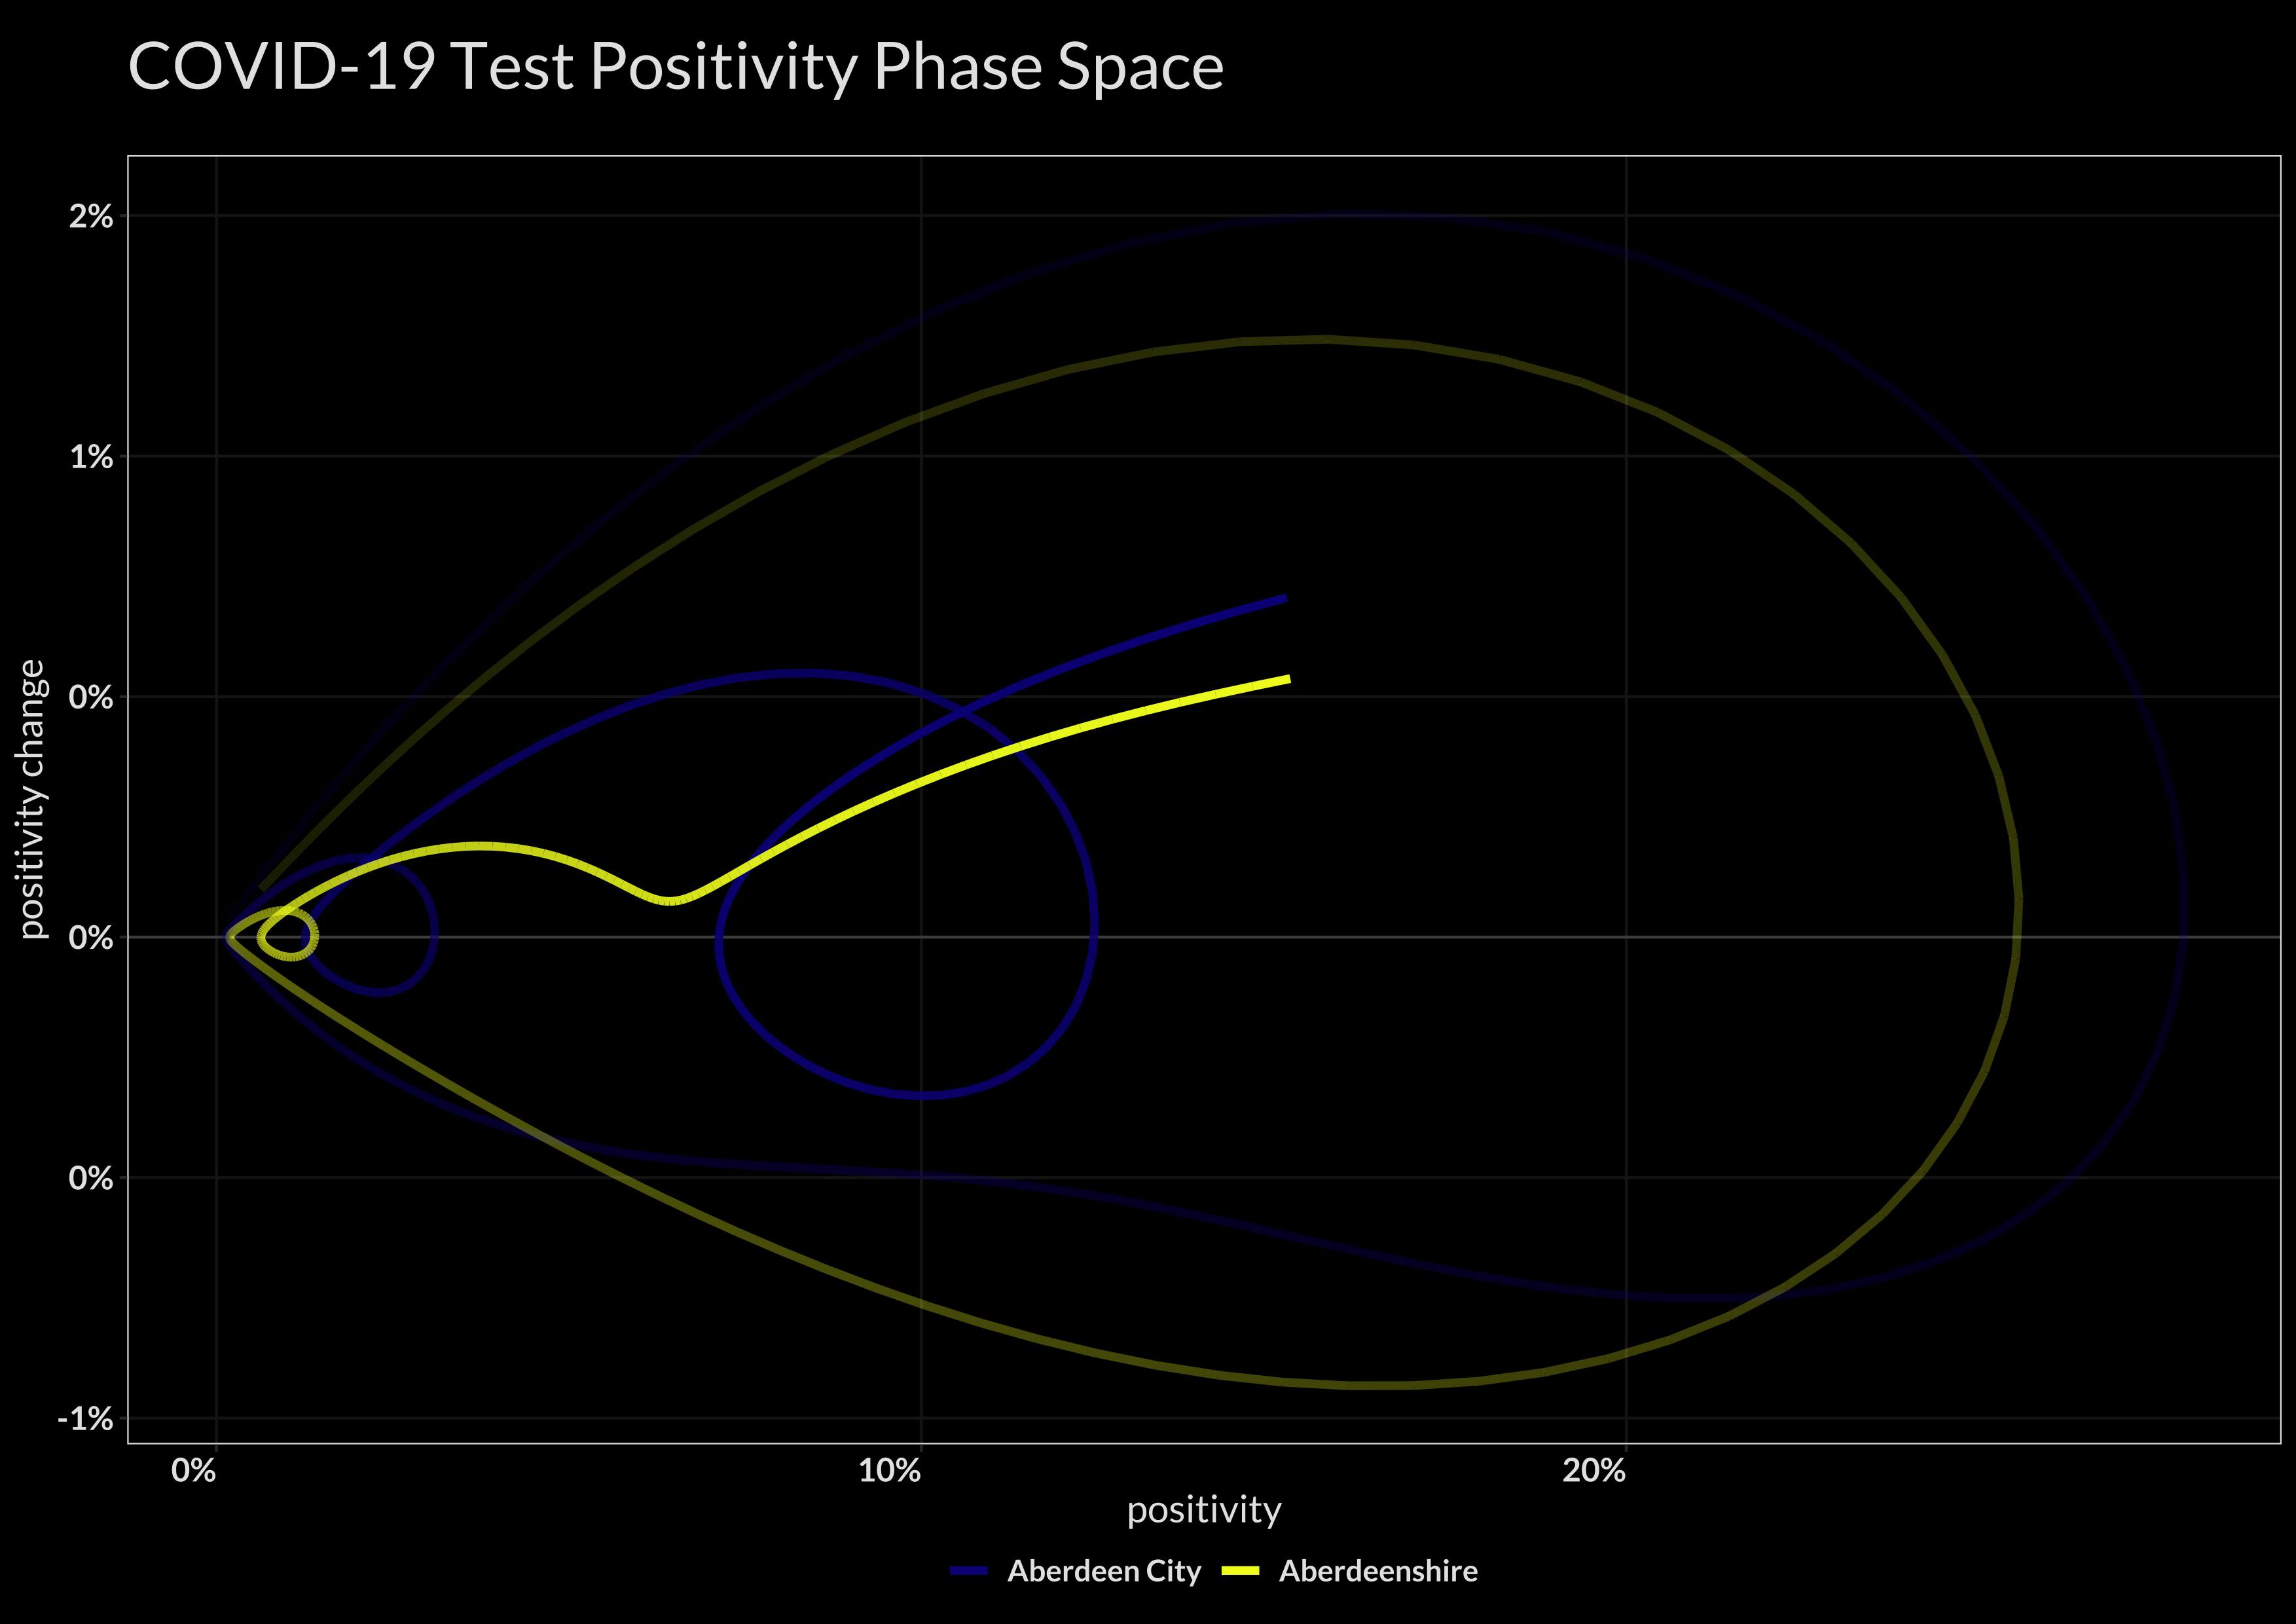 COVID-19 Test Positivity Phase Space
positivity change
2%
1%
0%
0%
0%
-1%
0%
10%
20%
positivity
Aberdeen City
Aberdeenshire